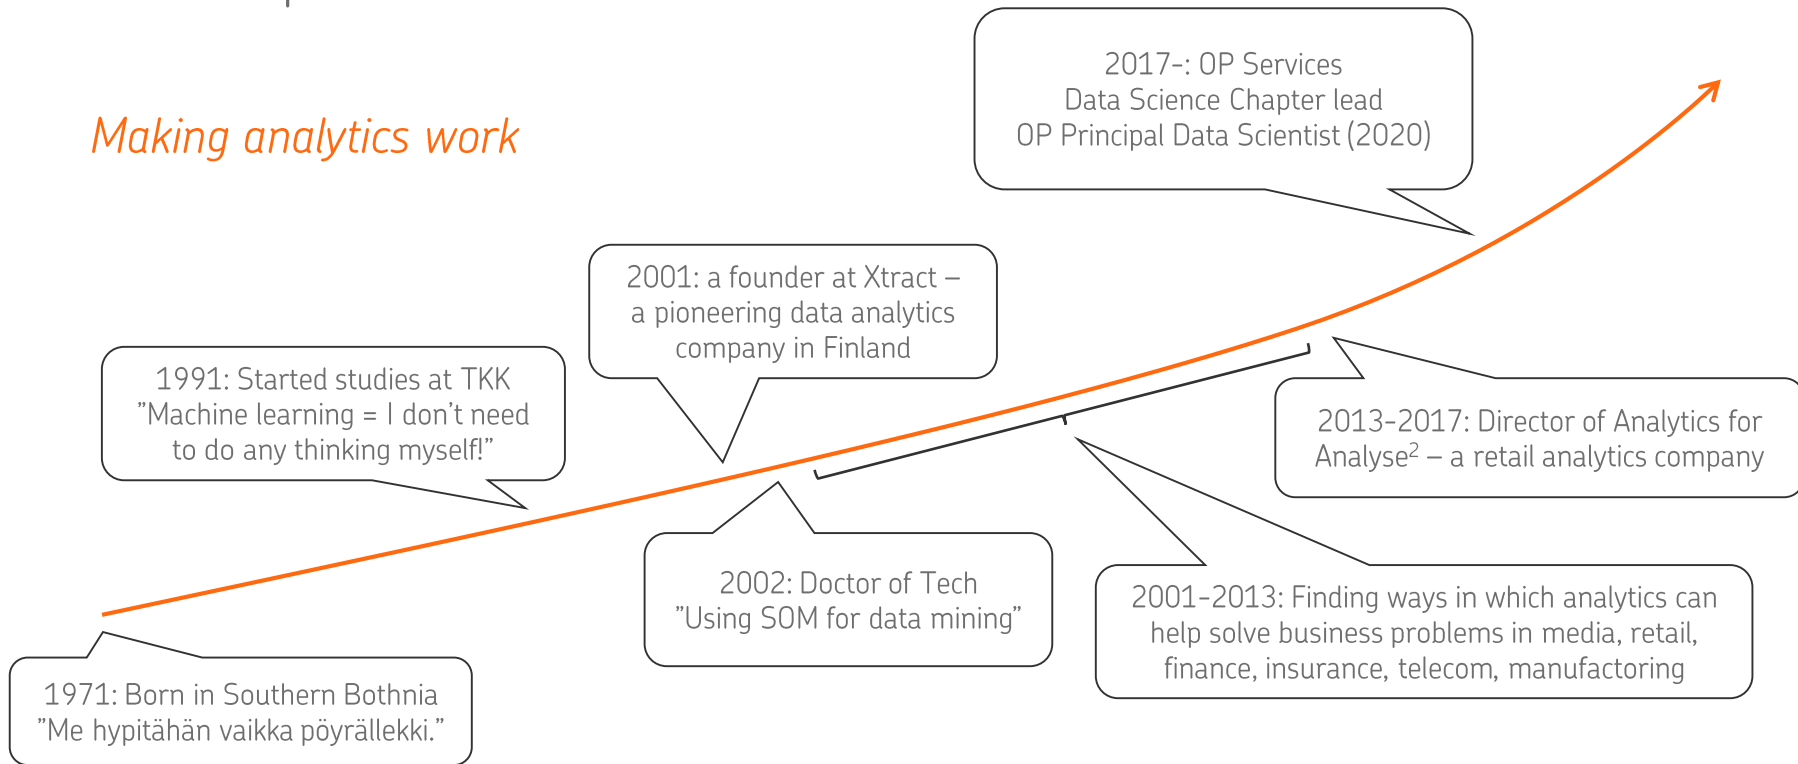 Making analytics work
2017-: OP Services
Data Science Chapter lead
OP Principal Data Scientist (2020)
2001: a founder at Xtract –
a pioneering data analytics
company in Finland
1991: Started studies at TKK
"Machine learning = I don't need
to do any thinking myself!"
2013-2017: Director of Analytics for
Analyse² – a retail analytics company
2002: Doctor of Tech
"Using SOM for data mining"
2001-2013: Finding ways in which analytics can
help solve business problems in media, retail,
finance, insurance, telecom, manufactoring
1971: Born in Southern Bothnia
"Me hypitähän vaikka pöyrällekki."